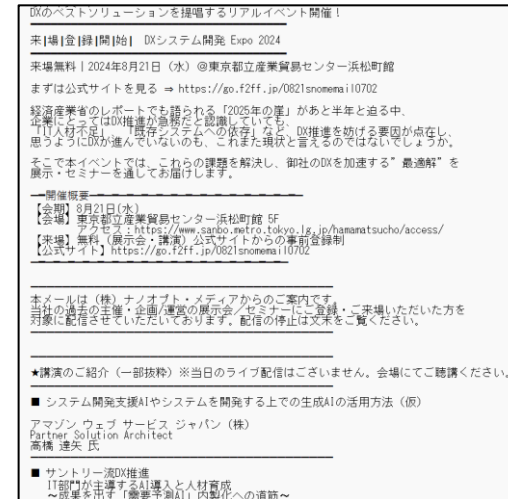 DXのベストソリューションを提唱するリアルイベント開催！
来|場|登|録|開|始| DXシステム開発 Expo 2024
来場無料｜2024年8月21日（水）@東京都立産業貿易センター浜松町館
まずは公式サイトを見る ⇒ https://go.f2ff.jp/0821snomemail0702
経済産業省のレポートでも語られる「2025年の崖」があと半年と迫る中、
企業にとってはDX推進が急務だと認識していても、
「IT人材不足」、「既存システムへの依存」など、DX推進を妨げる要因が点在し、
思うようにDXが進んでいないのも、これまた現状と言えるのではないでしょうか。
そこで本イベントでは、これらの課題を解決し、御社のDXを加速する”最適解”を
展示・セミナーを通してお届けします。
開催概要
【会期】8月21日(水)
【会場】東京都立産業貿易センター浜松町館 5F
アクセス：https://www.sanbo.metro.tokyo.lg.jp/hamamatsucho/access/
【来場】無料（展示会・講演）公式サイトからの事前登録制
【公式サイト】https://go.f2ff.jp/0821snomemail0702
本メールは（株）ナノオプト・メディアからのご案内です。
当社の過去の主催・企画/運営の展示会／セミナーにご登録・ご来場いただいた方を
対象に配信させていただいております。配信の停止は文末をご覧ください。
★講演のご紹介（一部抜粋）※当日のライブ配信はございません。会場にてご聴講ください。
■ システム開発支援AIやシステムを開発する上での生成AIの活用方法（仮）
アマゾン ウェブ サービス ジャパン（株）
Partner Solution Architect
高橋 達矢 氏
■ サントリー流DX推進
IT部門が主導するAI導入と人材育成
～成果を出す「需要予測AI」内製化への道筋～